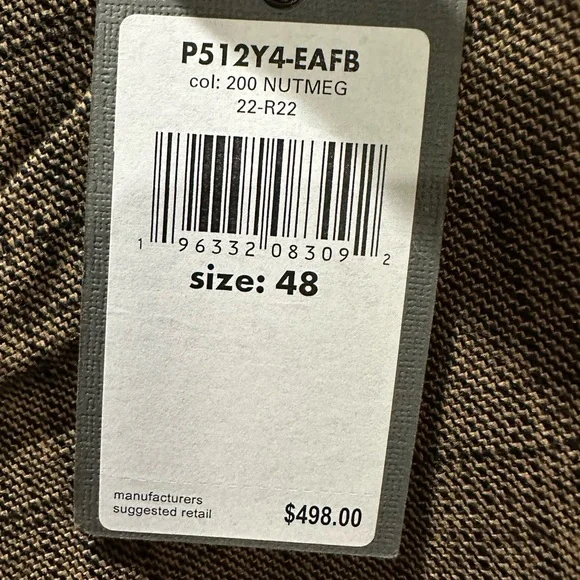 P512Y4-EAFB
col: 200 NUTMEG
22-R22
1 96332 08309 2
size: 48
manufacturers
suggested retail $498.00